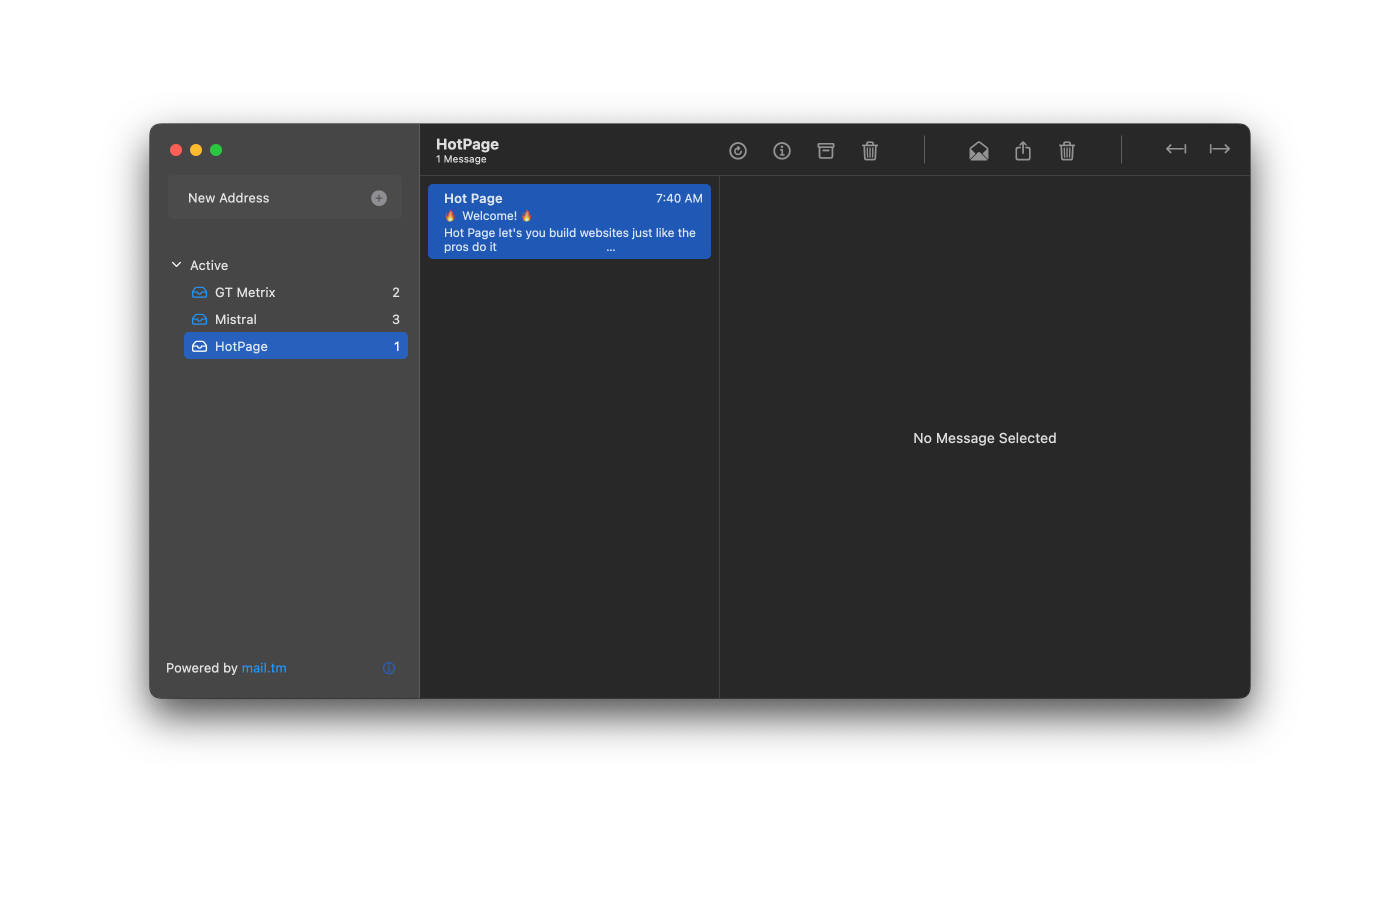 New Address
Active
GT Metrix 2
Mistral 3
HotPage 1
Powered by mail.tm
HotPage
1 Message
Hot Page 7:40 AM
🔥 Welcome! 🔥
Hot Page let's you build websites just like the
pros do it ...
No Message Selected